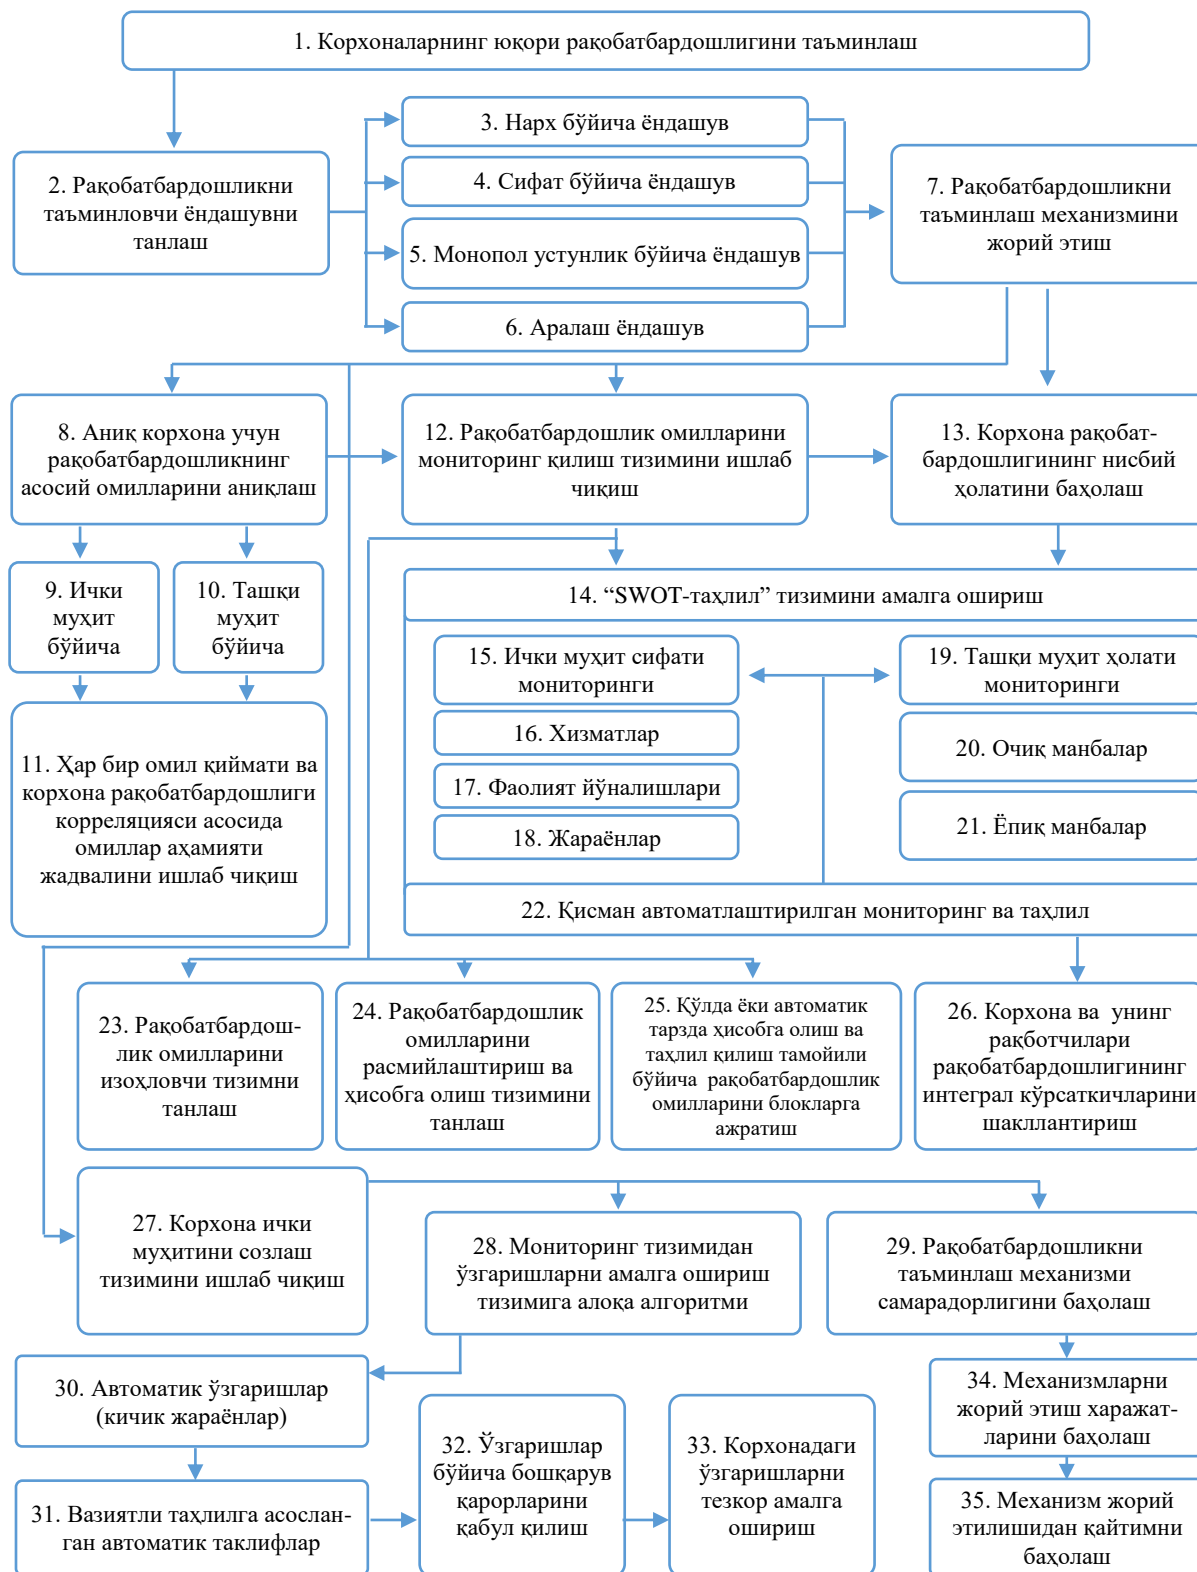 1. Корхоналарнинг юқори рақобатбардошлигини таъминлаш
2. Рақобатбардошликни
таъминловчи ёндашувни
танлаш
3. Нарх бўйича ёндашув
4. Сифат бўйича ёндашув
5. Монопол устунлик бўйича ёндашув
6. Аралаш ёндашув
7. Рақобатбардошликни
таъминлаш механизмини
жорий этиш
8. Аниқ корхона учун
рақобатбардошликнинг
асосий омилларини аниқлаш
9. Ички
муҳит
бўйича
10. Ташқи
муҳит
бўйича
11. Ҳар бир омил қиймати ва
корхона рақобатбардошлиги
корреляцияси асосида
омиллар аҳамияти
жадвалини ишлаб чиқиш
12. Рақобатбардошлик омилларини
мониторинг қилиш тизимини ишлаб
чиқиш
13. Корхона рақобат-
бардошлигининг нисбий
ҳолатини баҳолаш
14. “SWOT-таҳлил” тизимини амалга ошириш
15. Ички муҳит сифати
мониторинги
16. Хизматлар
17. Фаолият йўналишлари
18. Жараёнлар
19. Ташқи муҳит ҳолати
мониторинги
20. Очиқ манбалар
21. Ёпиқ манбалар
22. Қисман автоматлаштирилган мониторинг ва таҳлил
23. Рақобатбардош-
лик омилларини
изоҳловчи тизимни
танлаш
24. Рақобатбардошлик
омилларини
расмийлаштириш ва
ҳисобга олиш тизимини
танлаш
25. Қўлда ёки автоматик
тарзда ҳисобга олиш ва
таҳлил қилиш тамойили
бўйича рақобатбардошлик
омилларини блокларга
ажратиш
26. Корхона ва унинг
рақботчилари
рақобатбардошлигининг
интеграл кўрсаткичларини
шакллантириш
27. Корхона ички
муҳитини созлаш
тизимини ишлаб чиқиш
28. Мониторинг тизимидан
ўзгаришларни амалга ошириш
тизимига алоқа алгоритми
29. Рақобатбардошликни
таъминлаш механизми
самарадорлигини баҳолаш
30. Автоматик ўзгаришлар
(кичик жараёнлар)
31. Вазиятли таҳлилга асослан-
ган автоматик таклифлар
32. Ўзгаришлар
бўйича бошқарув
қарорларини
қабул қилиш
33. Корхонадаги
ўзгаришларни
тезкор амалга
ошириш
34. Механизмларни
жорий этиш харажат-
ларини баҳолаш
35. Механизм жорий
этилишидан қайтимни
баҳолаш